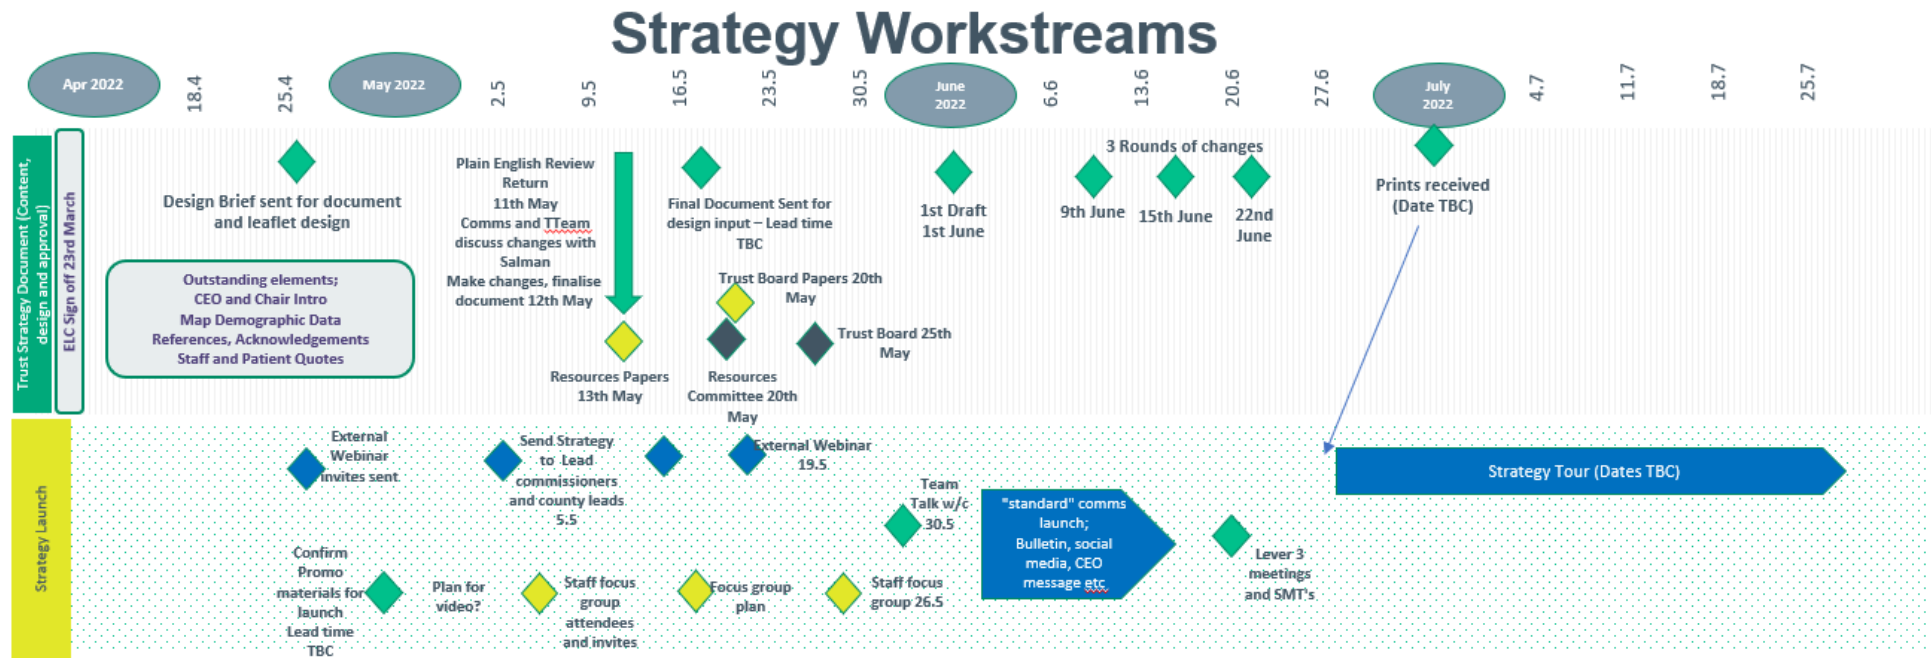 Strategy Workstreams
Apr 2022
18.4
25.4
May 2022
2.5
9.5
16.5
23.5
30.5
June
2022
6.6
13.6
20.6
27.6
July
2022
4.7
11.7
18.7
25.7
Trust Strategy Document (Content,
design and approval)
ELC Sign off 23rd March
Design Brief sent for document
and leaflet design
Outstanding elements;
CEO and Chair Intro
Map Demographic Data
References, Acknowledgements
Staff and Patient Quotes
Plain English Review
Return
11th May
Comms and TTeam
discuss changes with
Salman
Make changes, finalise
document 12th May
Resources Papers
13th May
Final Document Sent for
design input – Lead time
TBC
Trust Board Papers 20th
May
Resources
Committee 20th
May
Trust Board 25th
May
1st Draft
1st June
3 Rounds of changes
9th June
15th June
22nd
June
Prints received
(Date TBC)
Strategy Launch
External
Webinar
invites sent
Send Strategy
to Lead
commissioners
and county leads
5.5
External Webinar
19.5
Team
Talk w/c
30.5
"standard" comms
launch;
Bulletin, social
media, CEO
message etc
Lever 3
meetings
and SMT's
Strategy Tour (Dates TBC)
Confirm
Promo
materials for
launch
Lead time
TBC
Plan for
video?
Staff focus
group
attendees
and invites
Focus group
plan
Staff focus
group 26.5